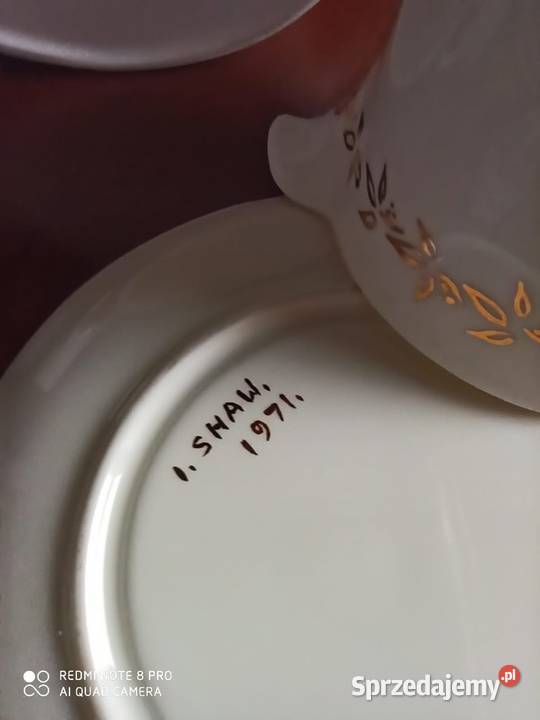 I. SHAW.
1971.
REDMI NOTE 8 PRO
AI QUAD CAMERA
Sprzedajemy.pl